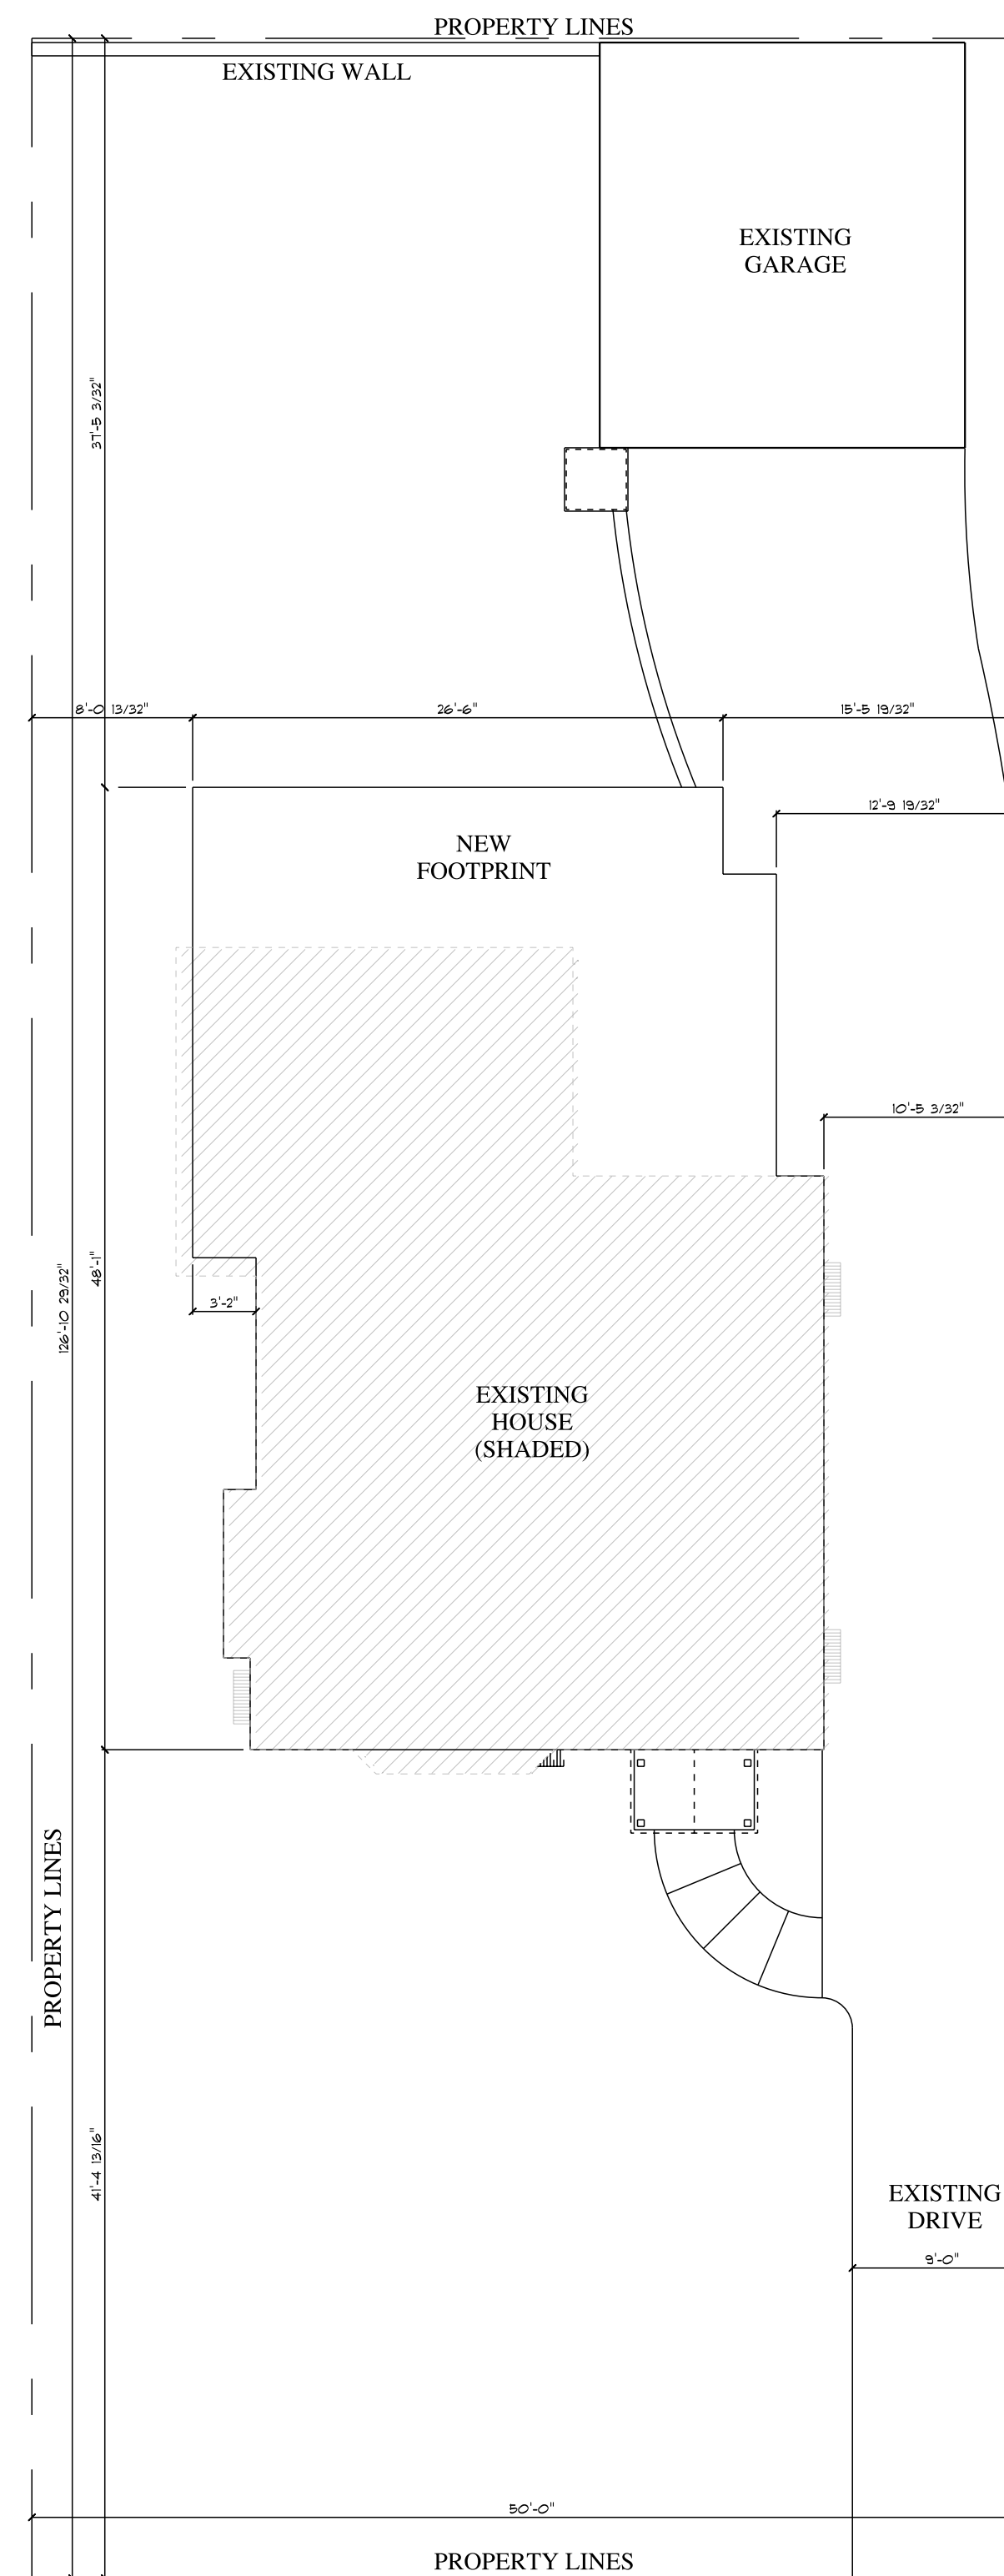 PROPERTY LINES
EXISTING WALL
EXISTING
GARAGE
37'-5 3/32"
8'-0 13/32"
26'-6"
15'-5 19/32"
12'-9 19/32"
NEW
FOOTPRINT
10'-5 3/32"
48'-1"
126'-10 29/32"
3'-2"
EXISTING
HOUSE
(SHADED)
PROPERTY LINES
41'-4 13/16"
EXISTING
DRIVE
9'-0"
50'-0"
PROPERTY LINES